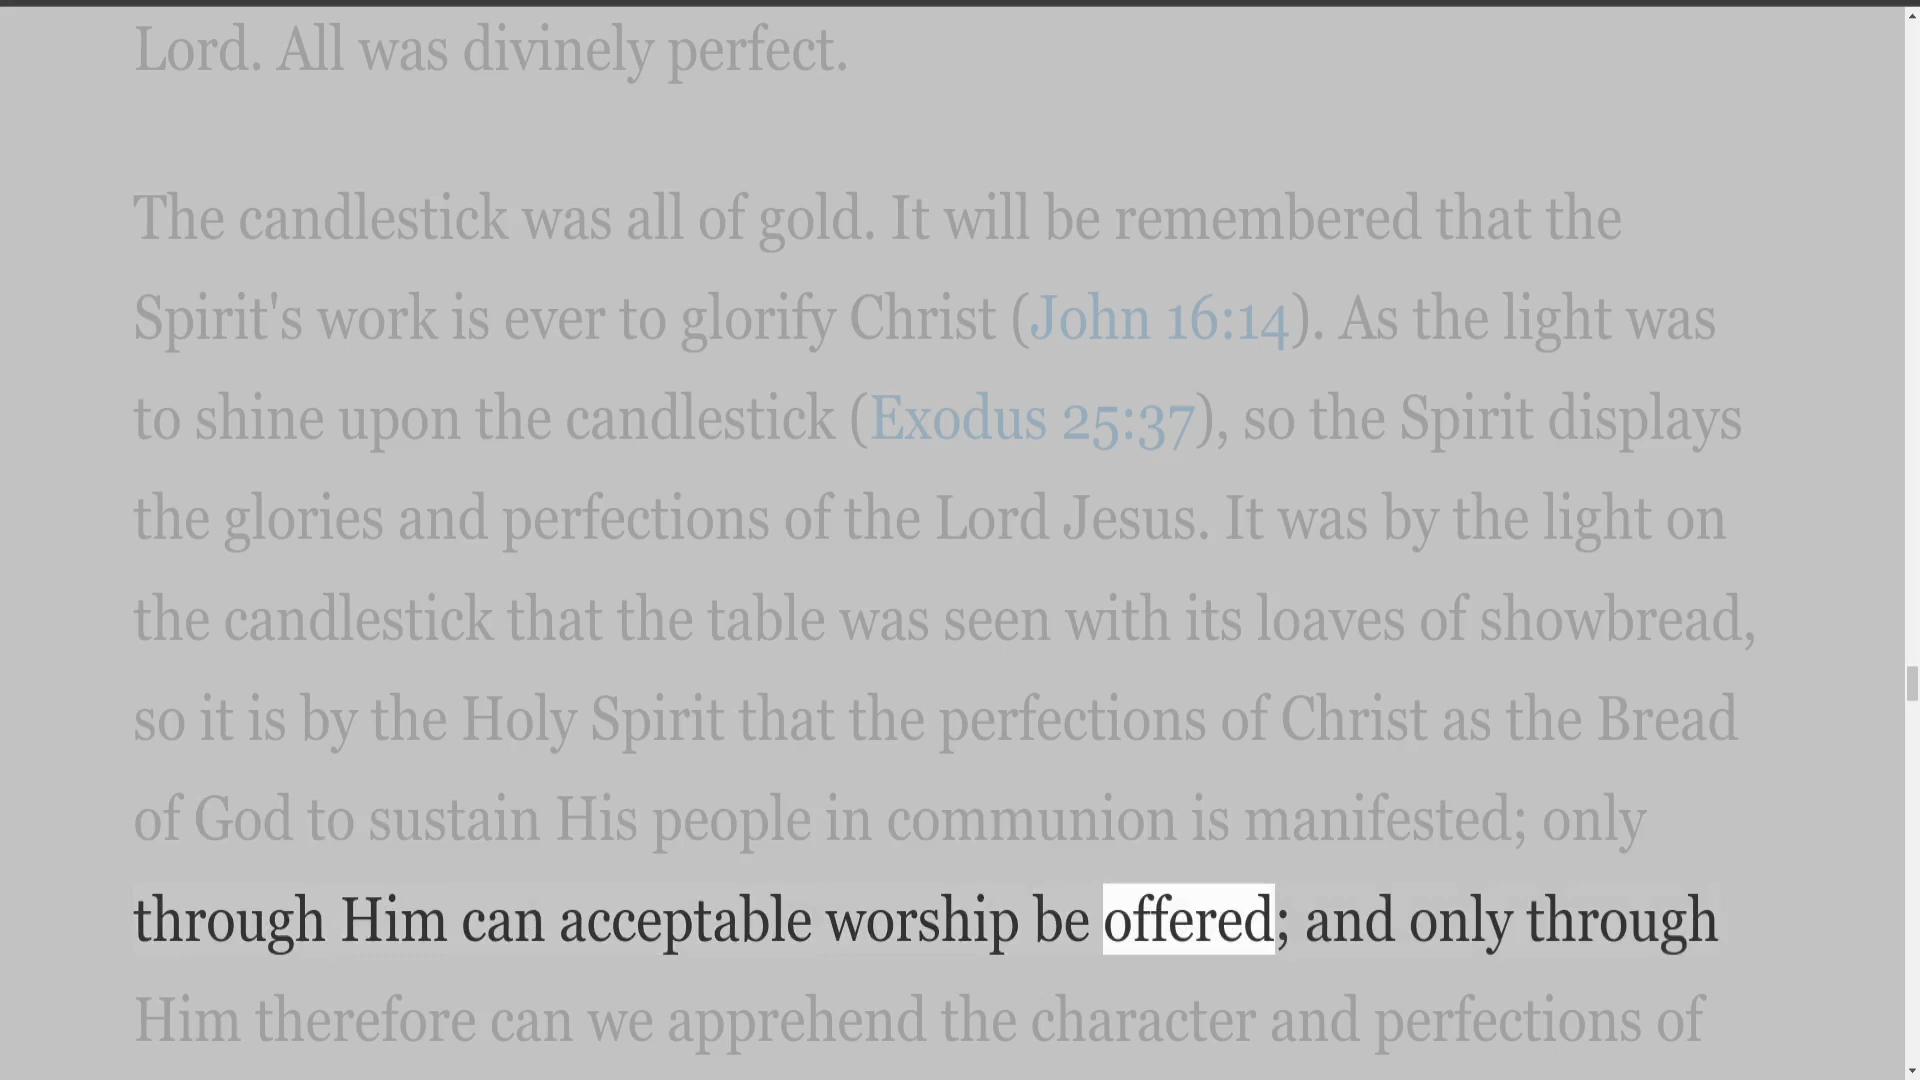 Lord. All was divinely perfect.
The candlestick was all of gold. It will be remembered that the
Spirit's work is ever to glorify Christ (John 16:14). As the light was
to shine upon the candlestick (Exodus 25:37), so the Spirit displays
the glories and perfections of the Lord Jesus. It was by the light on
the candlestick that the table was seen with its loaves of showbread,
so it is by the Holy Spirit that the perfections of Christ as the Bread
of God to sustain His people in communion is manifested; only
through Him can acceptable worship be offered; and only through
Him therefore can we apprehend the character and perfections of